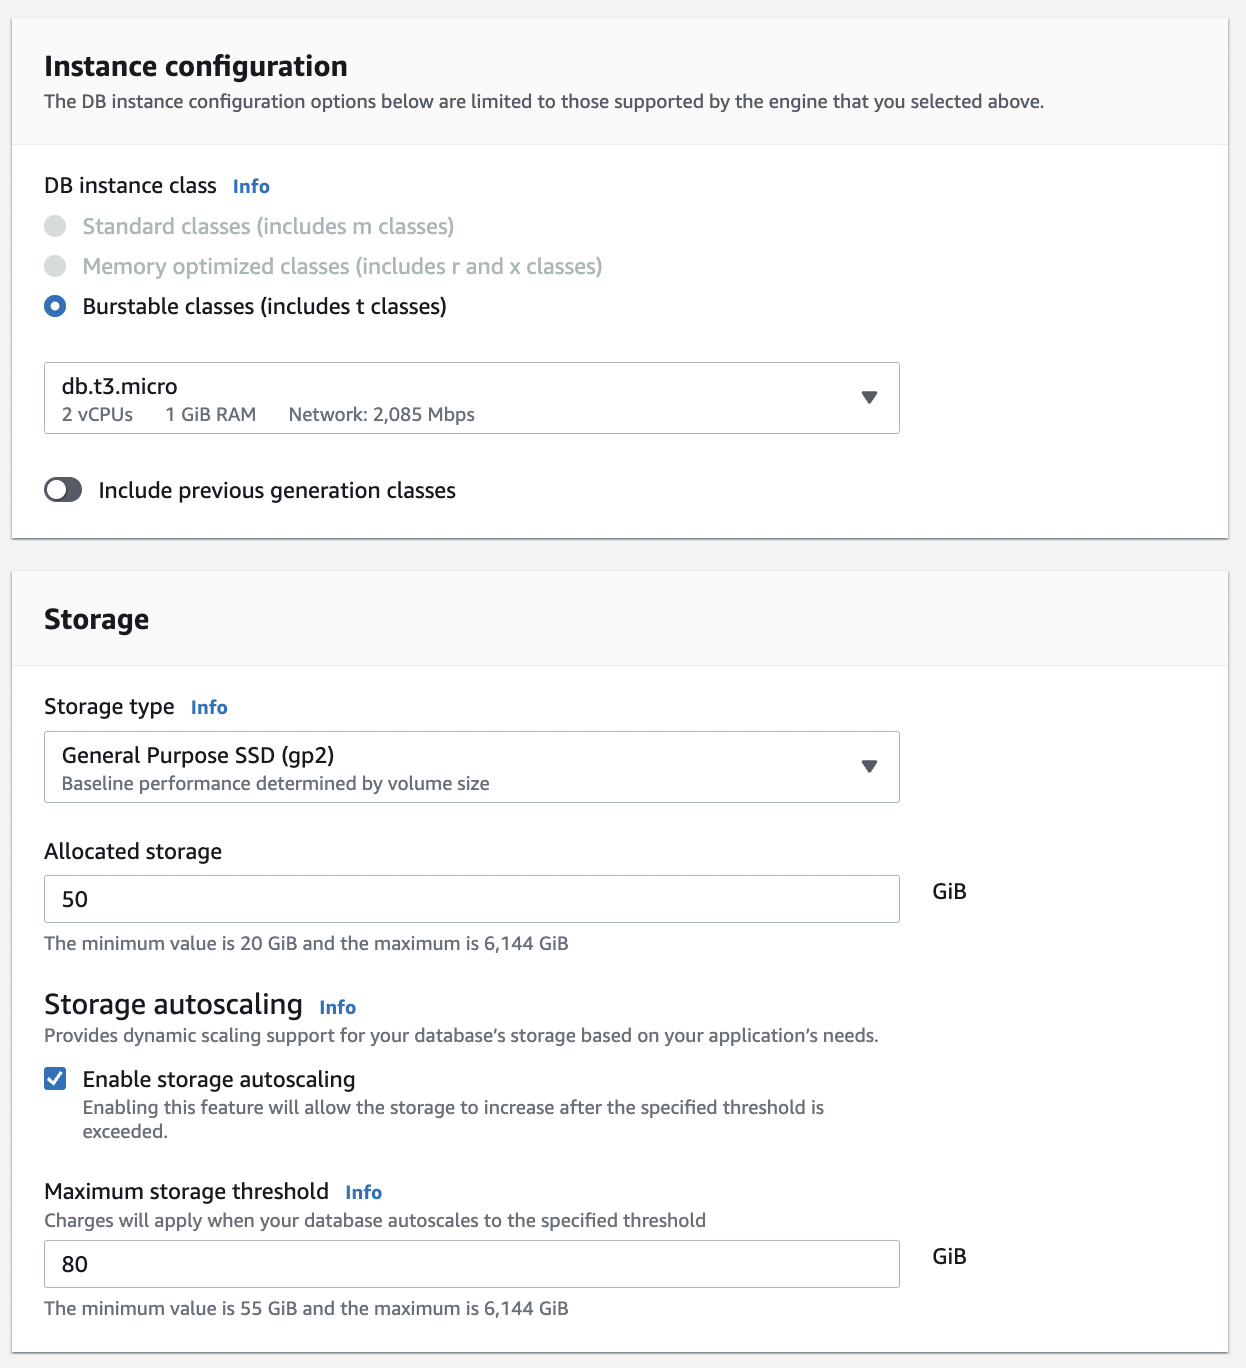 Instance configuration
The DB instance configuration options below are limited to those supported by the engine that you selected above.
DB instance class Info
Standard classes (includes m classes)
Memory optimized classes (includes r and x classes)
Burstable classes (includes t classes)
db.t3.micro
2 vCPUs 1 GiB RAM Network: 2,085 Mbps
Include previous generation classes
Storage
Storage type Info
General Purpose SSD (gp2)
Baseline performance determined by volume size
Allocated storage
50 GiB
The minimum value is 20 GiB and the maximum is 6,144 GiB
Storage autoscaling Info
Provides dynamic scaling support for your database’s storage based on your application’s needs.
Enable storage autoscaling
Enabling this feature will allow the storage to increase after the specified threshold is
exceeded.
Maximum storage threshold Info
Charges will apply when your database autoscales to the specified threshold
80 GiB
The minimum value is 55 GiB and the maximum is 6,144 GiB